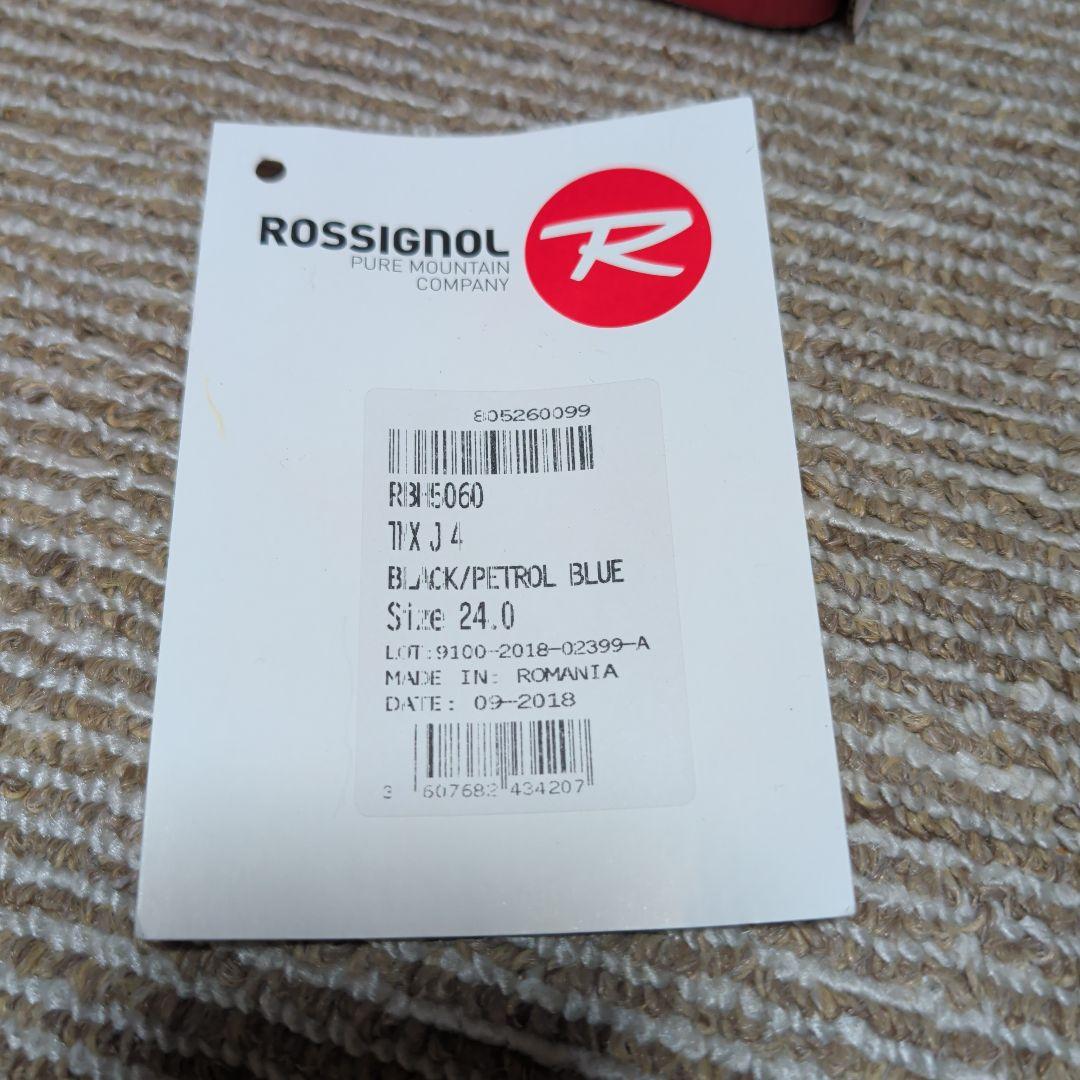 ROSSIGNOL
PURE MOUNTAIN
COMPANY
R
805260099
RBH5060
TMX J 4
BLACK/PETROL BLUE
Size 24.0
LOT:9100-2018-02399-A
MADE IN: ROMANIA
DATE: 09-2018
3 607682 434207